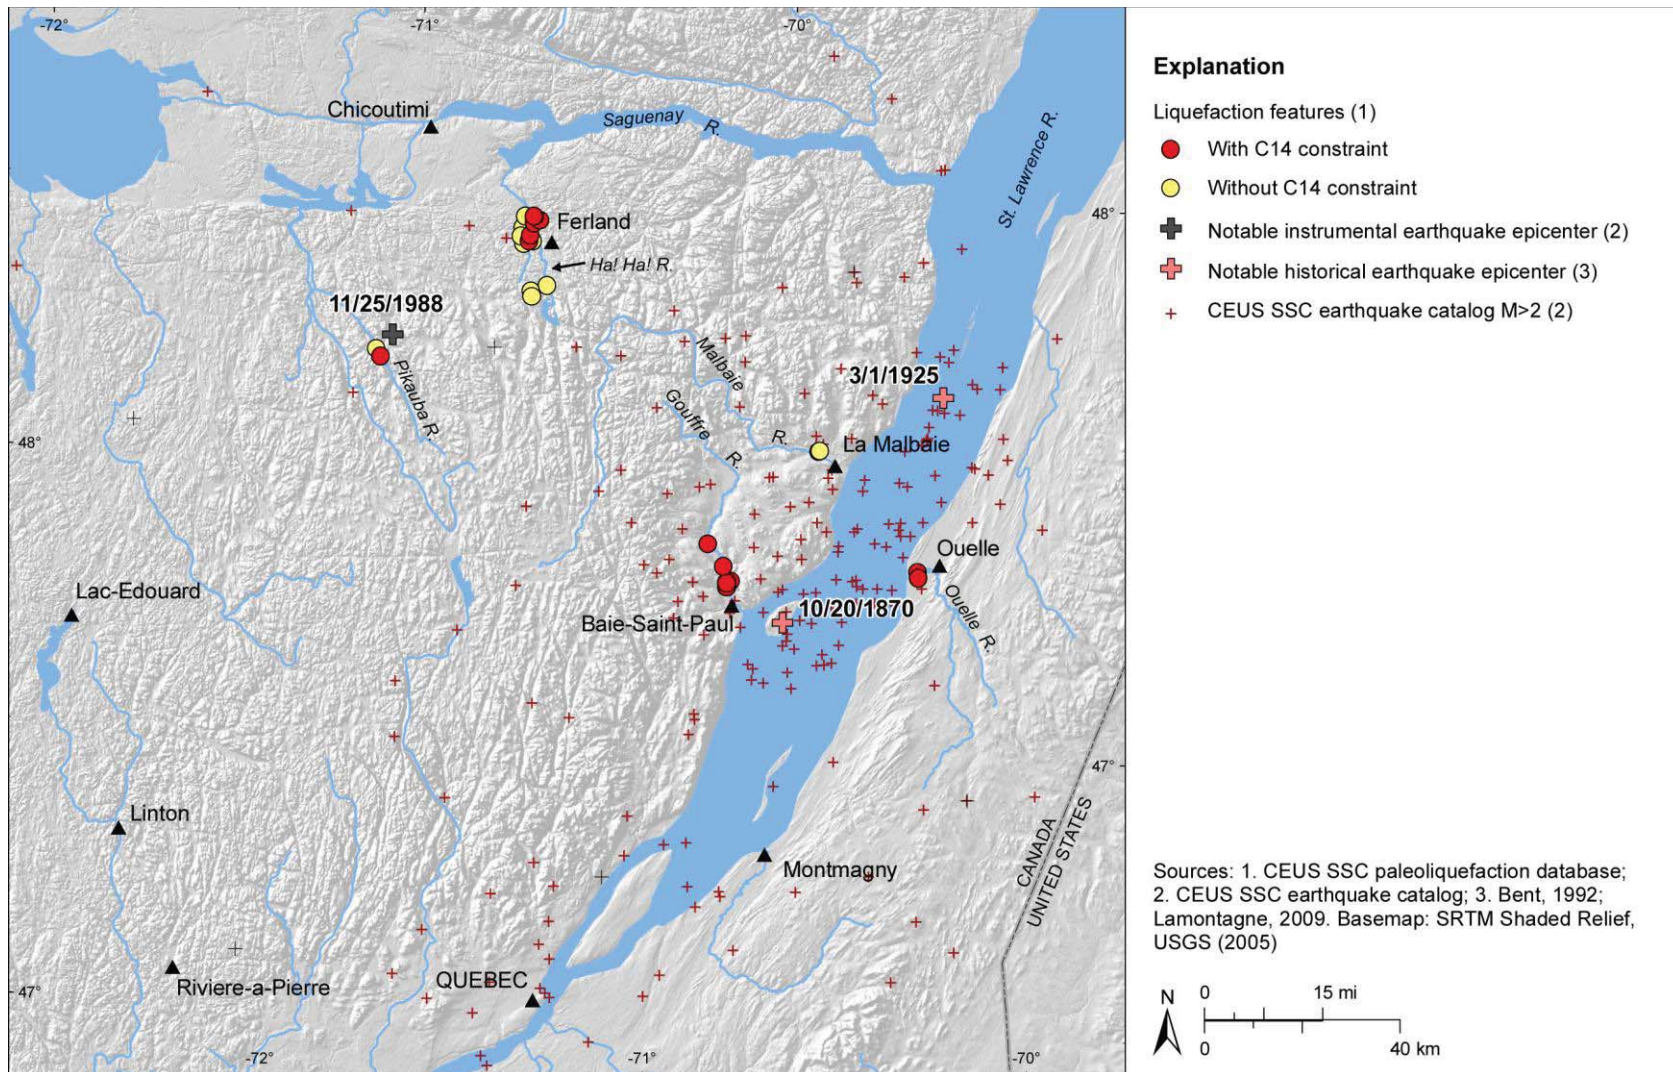 -72°
-71°
-70°
Chicoutimi
Saguenay R.
St. Lawrence R.
48°
Ferland
Ha! Ha! R.
11/25/1988
Pikauba R.
Malbaie R.
Gouffre R.
3/1/1925
48°
La Malbaie
Ouelle
Ouelle R.
Lac-Edouard
Baie-Saint-Paul
10/20/1870
47°
Linton
Montmagny
CANADA
UNITED STATES
Riviere-a-Pierre
QUEBEC
47°
-72°
-71°
-70°
Explanation
Liquefaction features (1)
With C14 constraint
Without C14 constraint
Notable instrumental earthquake epicenter (2)
Notable historical earthquake epicenter (3)
CEUS SSC earthquake catalog M>2 (2)
Sources: 1. CEUS SSC paleoliquefaction database;
2. CEUS SSC earthquake catalog; 3. Bent, 1992;
Lamontagne, 2009. Basemap: SRTM Shaded Relief,
USGS (2005)
N
0 15 mi
0 40 km